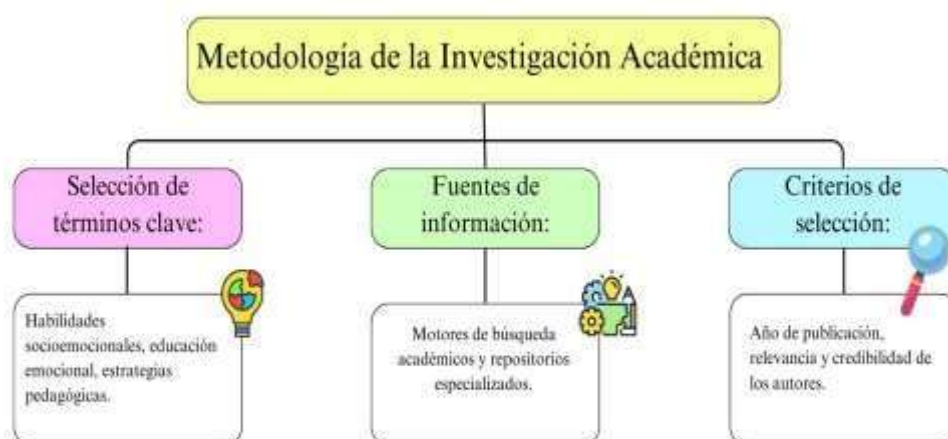 Metodología de la Investigación Académica
Selección de
términos clave:
Fuentes de
información:
Criterios de
selección:
Habilidades
socioemocionales, educación
emocional, estrategias
pedagógicas.
Motores de búsqueda
académicos y repositorios
especializados.
Año de publicación,
relevancia y credibilidad de
los autores.